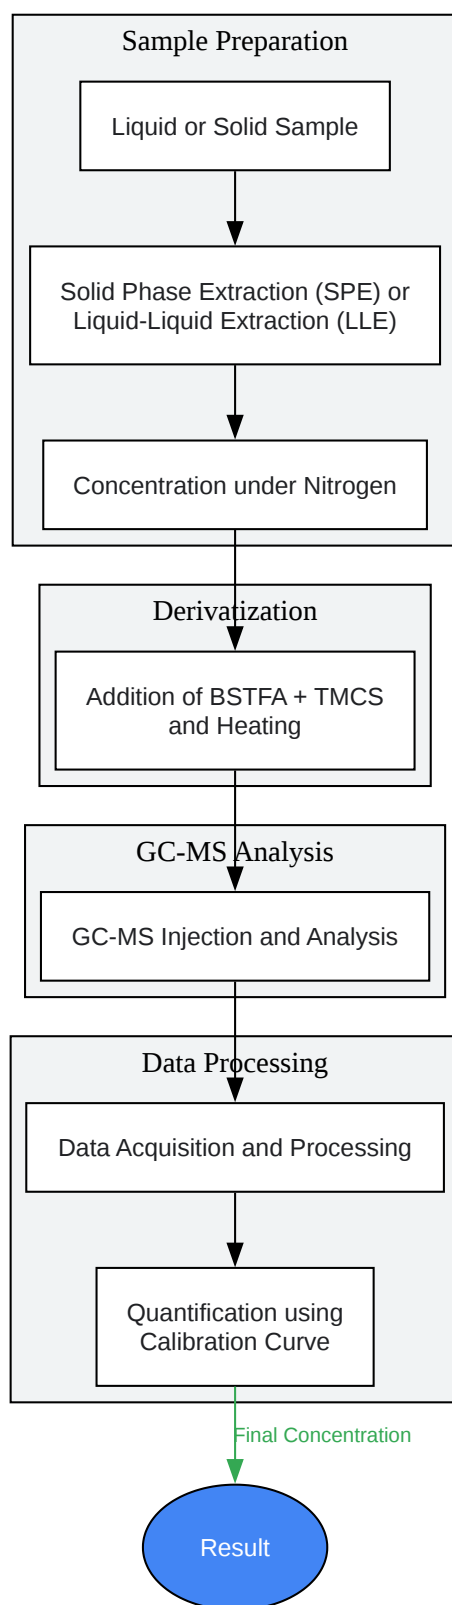 Sample Preparation
Liquid or Solid Sample
Solid Phase Extraction (SPE) or
Liquid-Liquid Extraction (LLE)
Concentration under Nitrogen
Derivatization
Addition of BSTFA + TMCS
and Heating
GC-MS Analysis
GC-MS Injection and Analysis
Data Processing
Data Acquisition and Processing
Quantification using
Calibration Curve
Final Concentration
Result